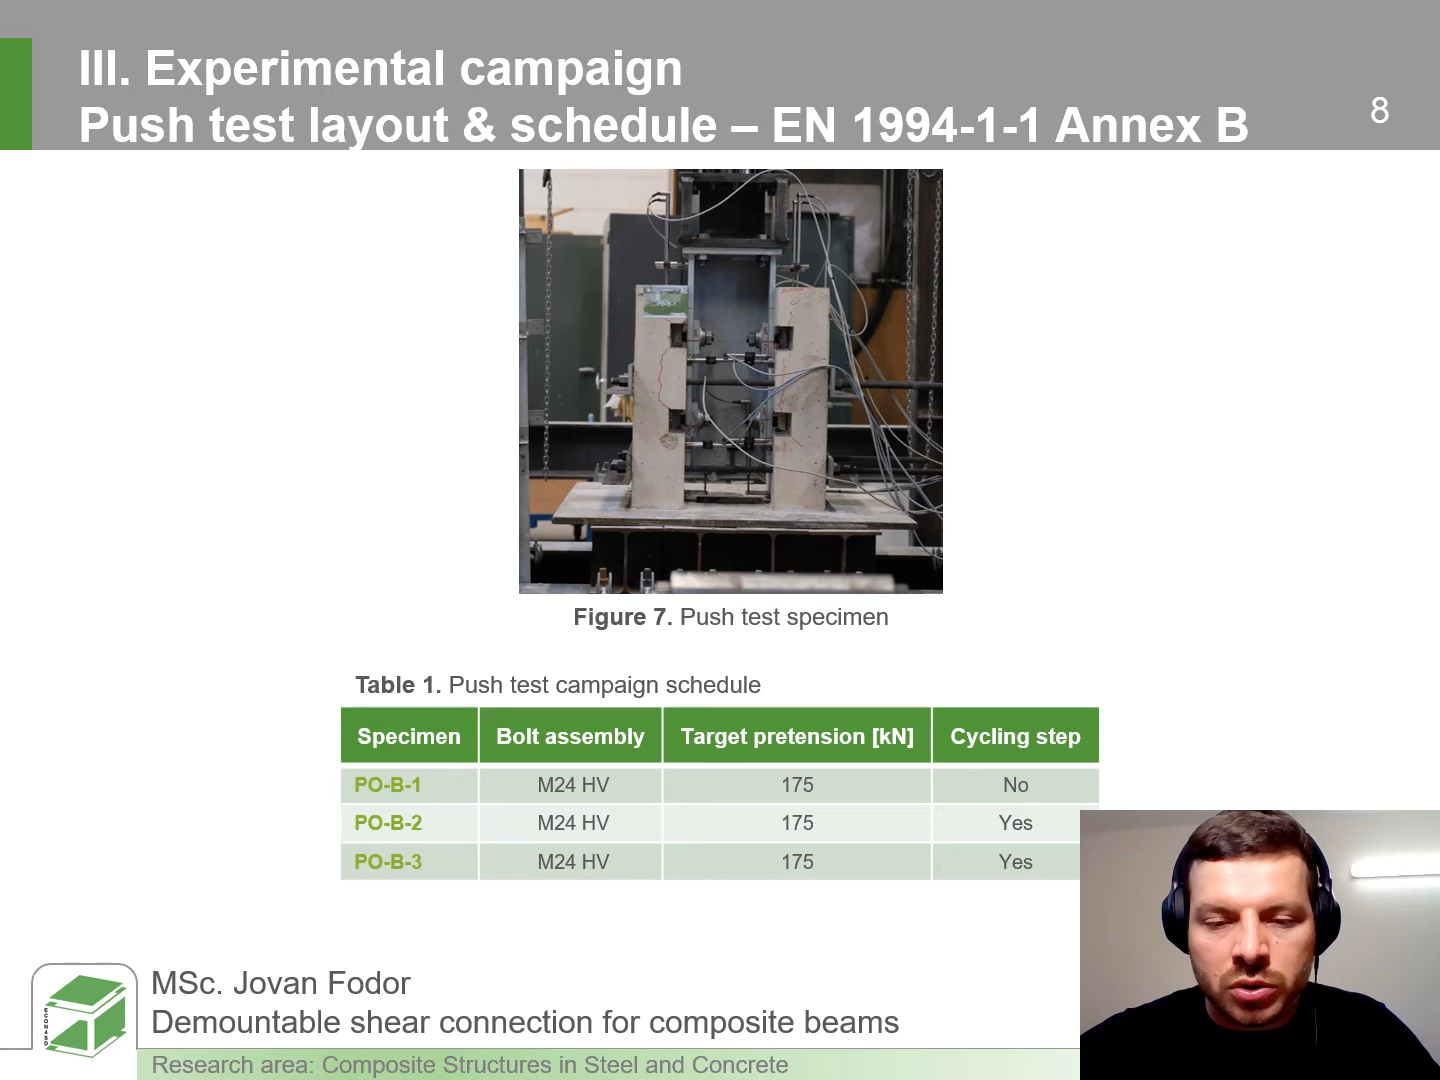 III. Experimental campaign
Push test layout & schedule – EN 1994-1-1 Annex B
8
PO-B-1
Figure 7. Push test specimen
Table 1. Push test campaign schedule
Specimen Bolt assembly Target pretension [kN] Cycling step
PO-B-1 M24 HV 175 No
PO-B-2 M24 HV 175 Yes
PO-B-3 M24 HV 175 Yes
ECON4SD
MSc. Jovan Fodor
Demountable shear connection for composite beams
Research area: Composite Structures in Steel and Concrete